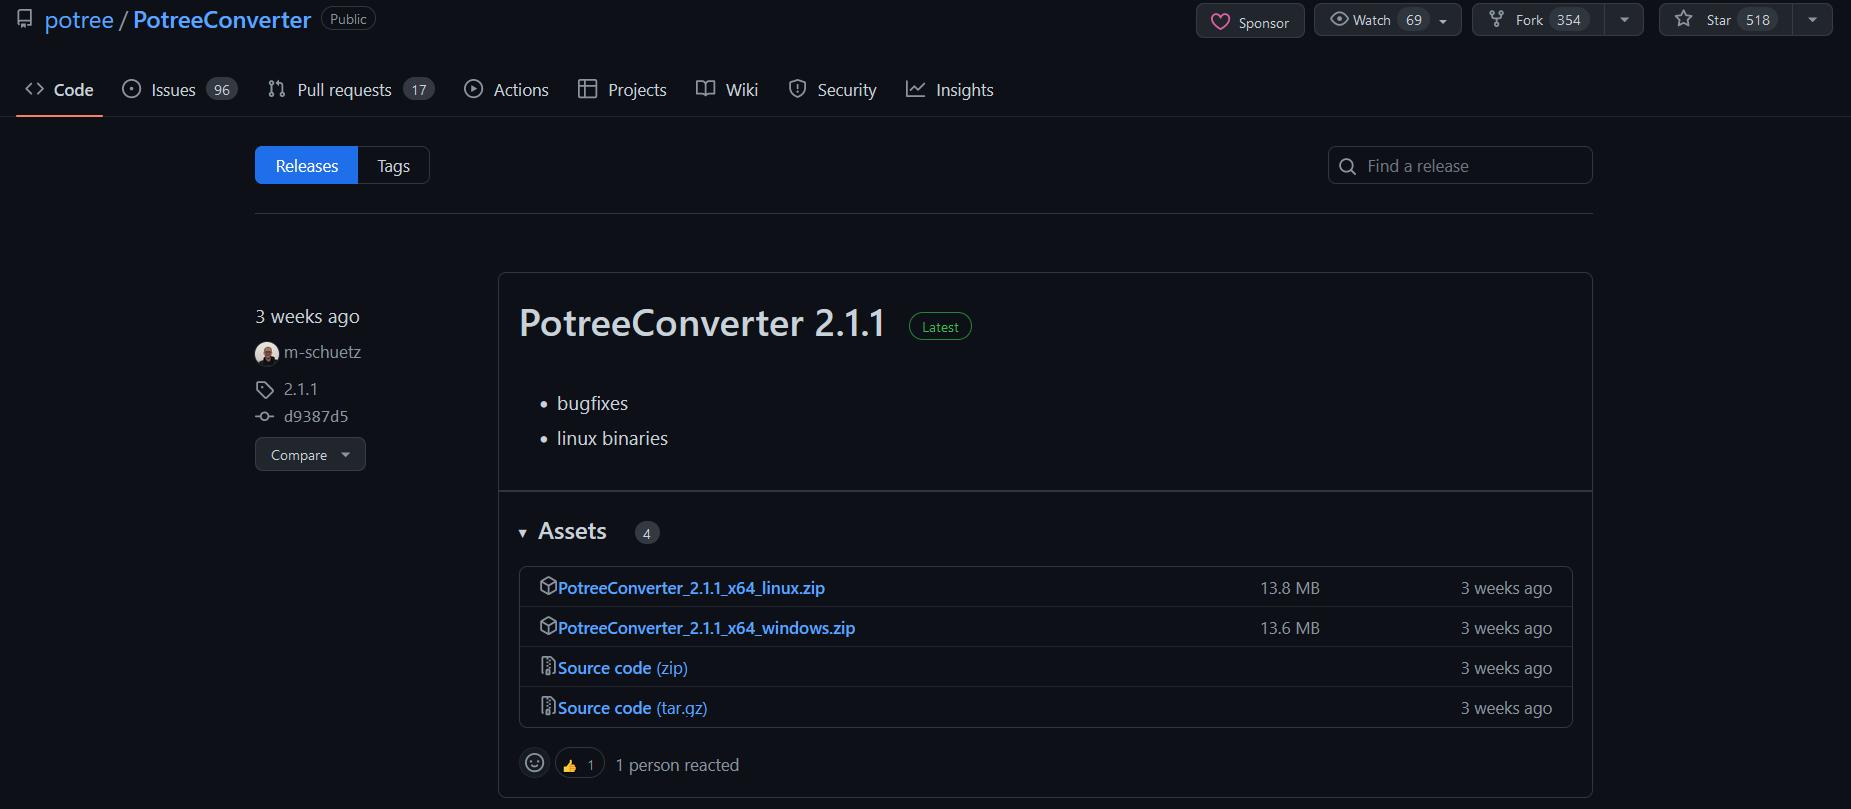 potree / PotreeConverter Public Sponsor Watch 69 Fork 354 Star 518
Code Issues 96 Pull requests 17 Actions Projects Wiki Security Insights
Releases Tags Find a release
3 weeks ago
m-schuetz
2.1.1
d9387d5
Compare
PotreeConverter 2.1.1 Latest
• bugfixes
• linux binaries
Assets 4
PotreeConverter_2.1.1_x64_linux.zip 13.8 MB 3 weeks ago
PotreeConverter_2.1.1_x64_windows.zip 13.6 MB 3 weeks ago
Source code (zip) 3 weeks ago
Source code (tar.gz) 3 weeks ago
👍 1 1 person reacted